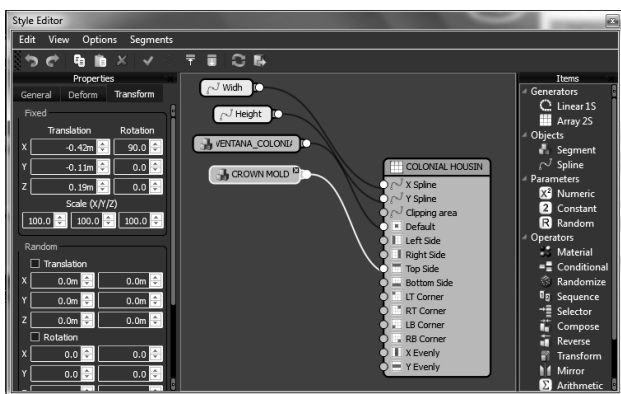 Style Editor
Edit View Options Segments
Properties
General Deform Transform
Fixed
Translation Rotation
X -0.42m 90.0
Y -0.11m 0.0
Z 0.19m 0.0
Scale (X/Y/Z)
100.0 100.0 100.0
Random
Translation
X 0.0m 0.0m
Y 0.0m 0.0m
Z 0.0m 0.0m
Rotation
X 0.0 0.0
Y 0.0 0.0
Widh
Height
VENTANA_COLONIA
CROWN MOLD
COLONIAL HOUSIN
X Spline
Y Spline
Clipping area
Default
Left Side
Right Side
Top Side
Bottom Side
LT Corner
RT Corner
LB Corner
RB Corner
X Evenly
Y Evenly
Items
Generators
Linear 1S
Array 2S
Objects
Segment
Spline
Parameters
X² Numeric
2 Constant
R Random
Operators
Material
Conditional
Randomize
Sequence
Selector
Compose
Reverse
Transform
Mirror
Σ Arithmetic